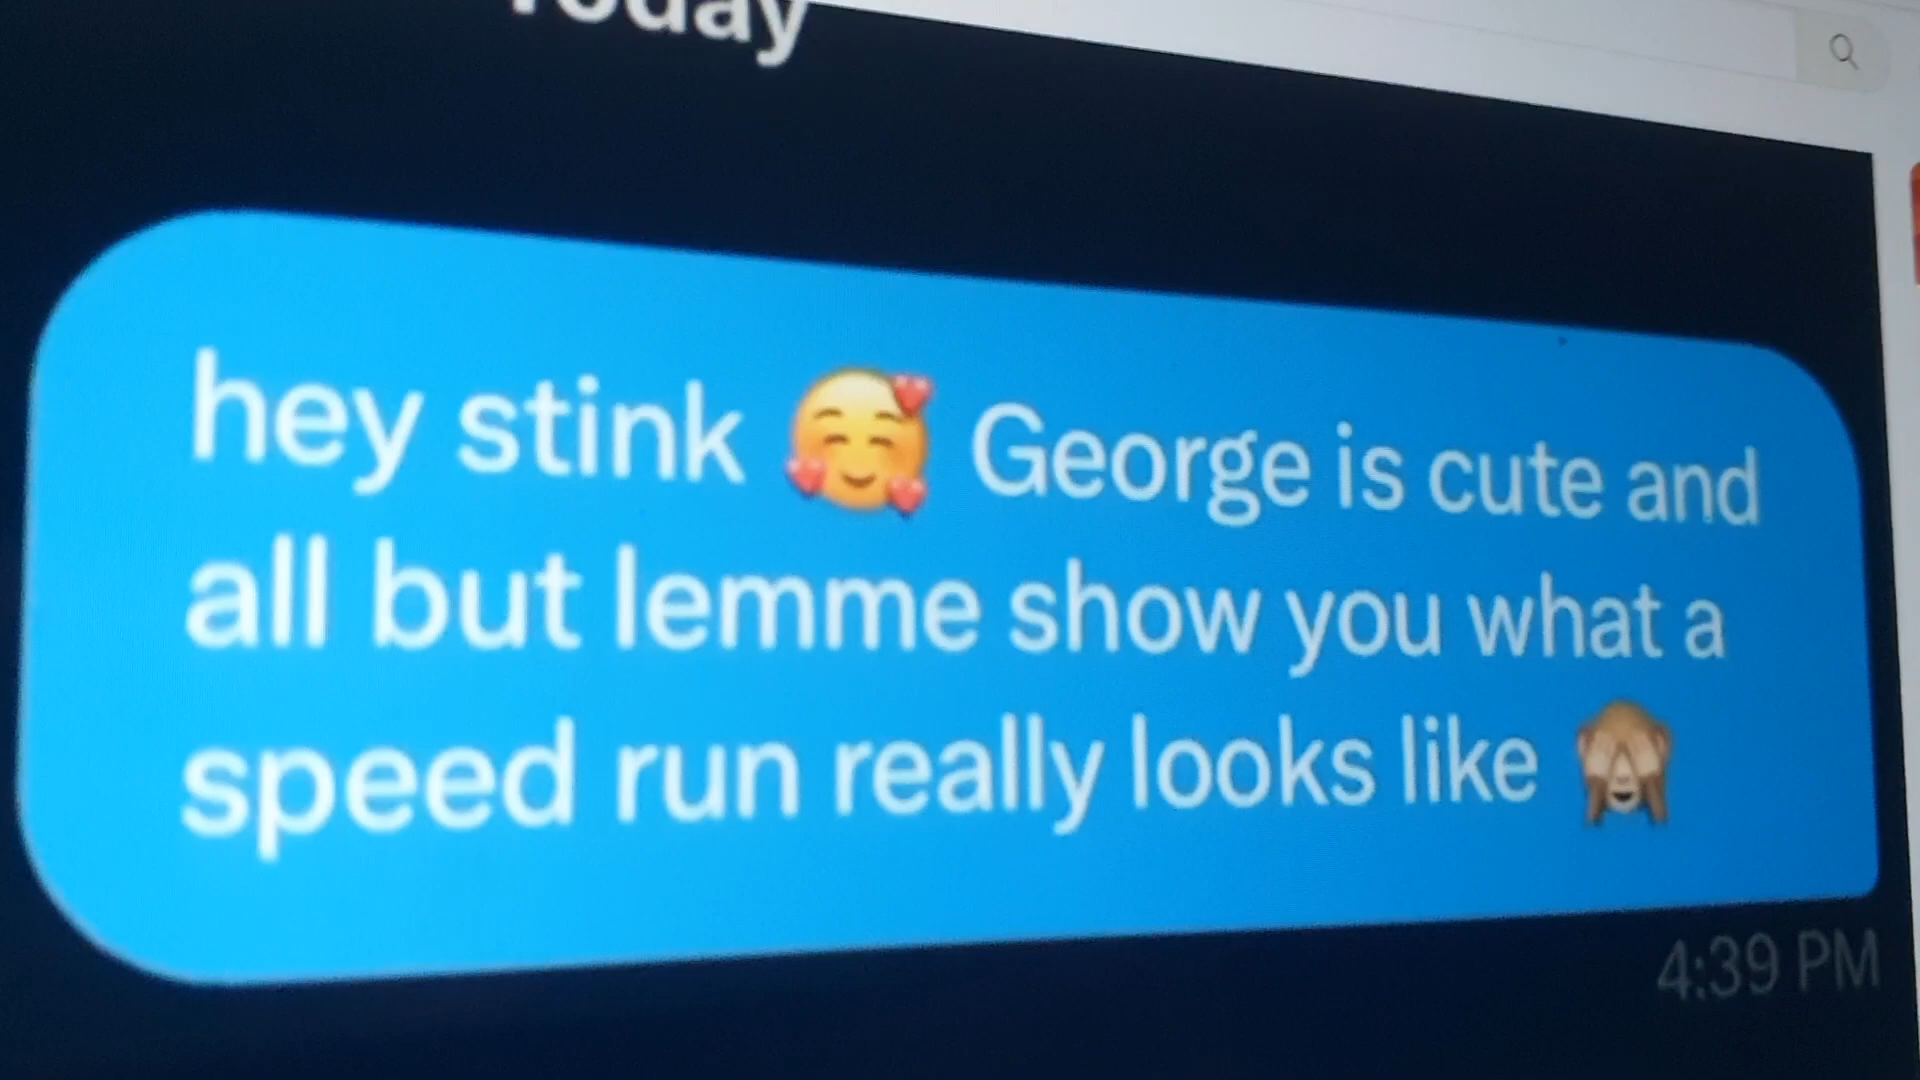 Today
hey stink 🥰 George is cute and
all but lemme show you what a
speed run really looks like 🙈
4:39 PM